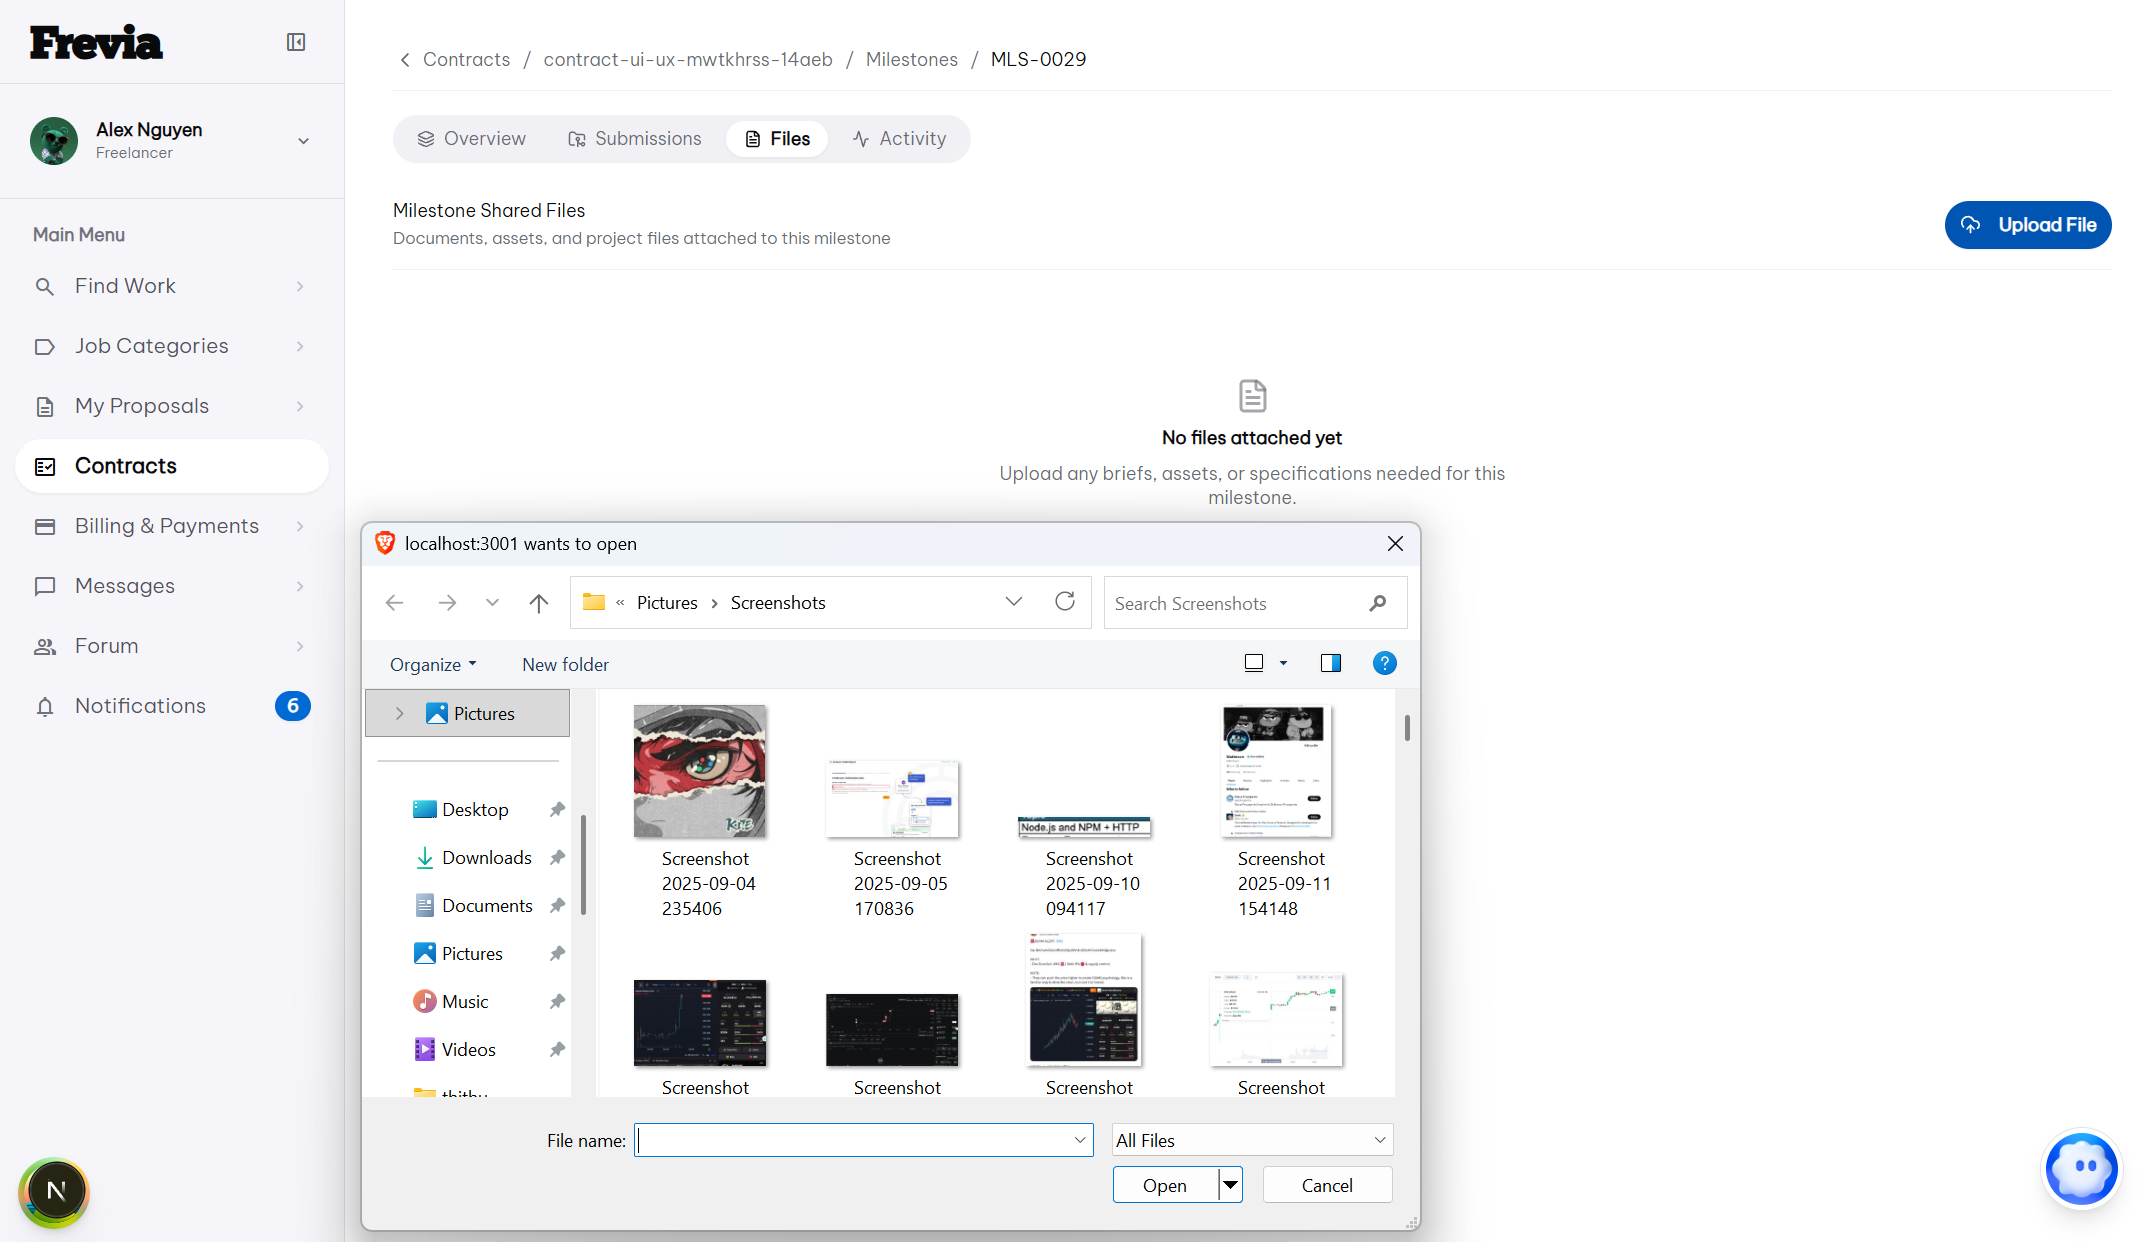 Frevia
Alex Nguyen
Freelancer
Main Menu
Find Work
Job Categories
My Proposals
Contracts
Billing & Payments
Messages
Forum
Notifications
6
N
Contracts / contract-ui-ux-mwtkhrss-14aeb / Milestones / MLS-0029
Overview
Submissions
Files
Activity
Milestone Shared Files
Documents, assets, and project files attached to this milestone
Upload File
No files attached yet
Upload any briefs, assets, or specifications needed for this
milestone.
localhost:3001 wants to open
« Pictures › Screenshots
Search Screenshots
Organize
New folder
?
Pictures
Desktop
Downloads
Documents
Pictures
Music
Videos
Node.js and NPM + HTTP
Screenshot
2025-09-04
235406
Screenshot
2025-09-05
170836
Screenshot
2025-09-10
094117
Screenshot
2025-09-11
154148
Screenshot
Screenshot
Screenshot
Screenshot
File name:
All Files
Open
Cancel